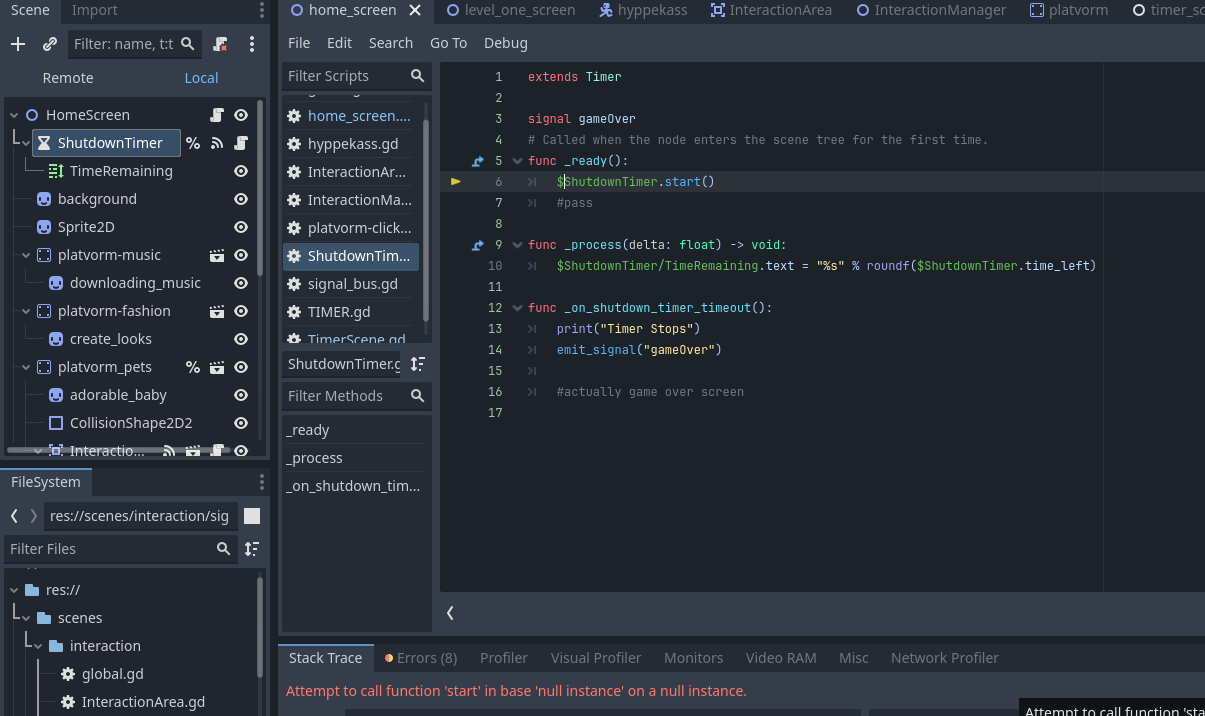 Scene Import
home_screen level_one_screen hyppekass InteractionArea InteractionManager platvorm timer_sc
Filter: name, t:t
File Edit Search Go To Debug
Remote Local
Filter Scripts
HomeScreen
ShutdownTimer %
TimeRemaining
background
Sprite2D
platvorm-music
downloading_music
platvorm-fashion
create_looks
platvorm_pets %
adorable_baby
CollisionShape2D2
Interactio...
home_screen....
hyppekass.gd
InteractionAr...
InteractionMa...
platvorm-click...
ShutdownTim...
signal_bus.gd
TIMER.gd
TimerScene.gd
ShutdownTimer.g
Filter Methods
_ready
_process
_on_shutdown_tim...
1 extends Timer
2
3 signal gameOver
4 # Called when the node enters the scene tree for the first time.
5 func _ready():
6 $ShutdownTimer.start()
7 #pass
8
9 func _process(delta: float) -> void:
10 $ShutdownTimer/TimeRemaining.text = "%s" % roundf($ShutdownTimer.time_left)
11
12 func _on_shutdown_timer_timeout():
13 print("Timer Stops")
14 emit_signal("gameOver")
15
16 #actually game over screen
17
FileSystem
res://scenes/interaction/sig
Filter Files
res://
scenes
interaction
global.gd
InteractionArea.gd
Stack Trace Errors (8) Profiler Visual Profiler Monitors Video RAM Misc Network Profiler
Attempt to call function 'start' in base 'null instance' on a null instance.
Attempt to call function 'sta